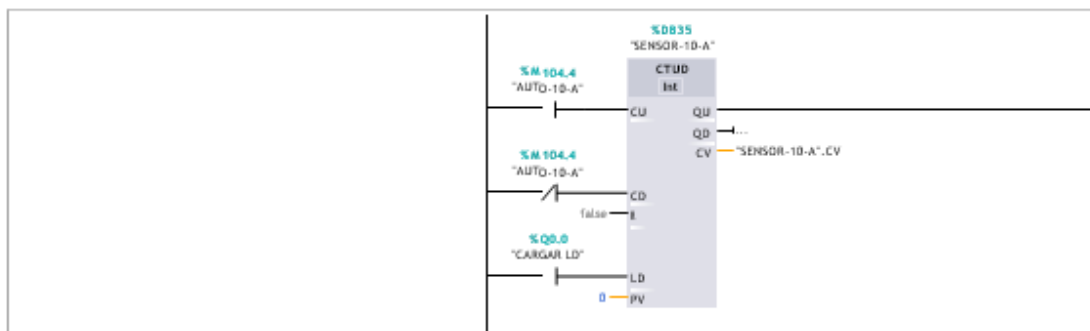 %DB35
"SENSOR-10-A"
CTUD
Int
%M104.4
"AUTO-10-A"
CU
QU
QD
...
CV
"SENSOR-10-A".CV
%M104.4
"AUTO-10-A"
CD
false
R
%Q0.0
"CARGAR LD"
LD
0
PV